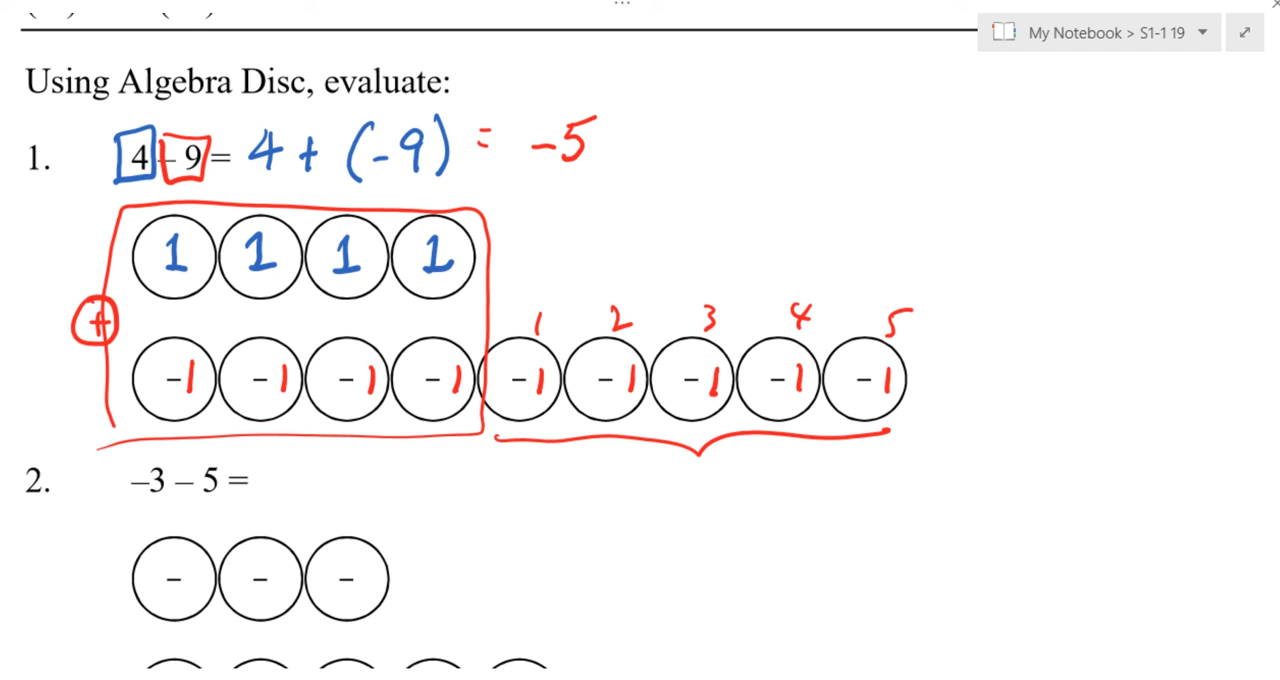 My Notebook > S1-1 19
Using Algebra Disc, evaluate:
1. 4 – 9 = 4 + (-9) = -5
1 1 1 1
+
1 2 3 4 5
-1 -1 -1 -1 -1 -1 -1 -1 -1
2. –3 – 5 =
– – –